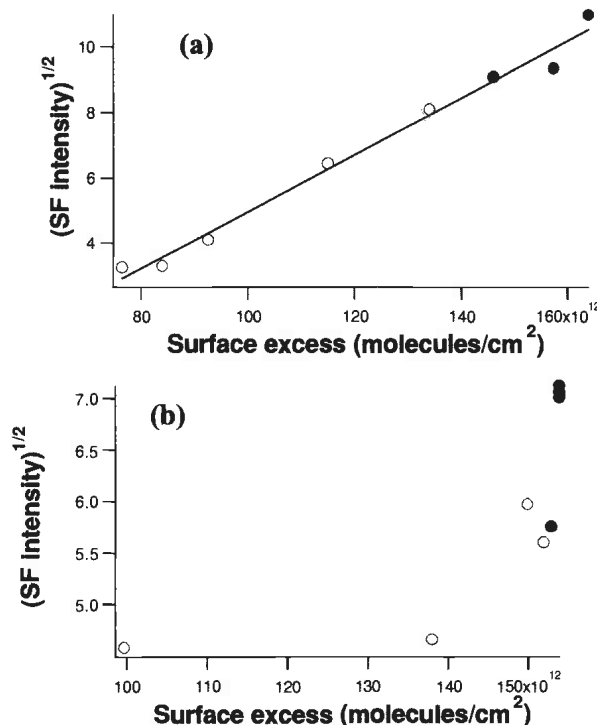 (a)
(SF intensity)^1/2
10
8
6
4
80
100
120
140
160x10^12
Surface excess (molecules/cm^2)
(b)
(SF intensity)^1/2
7.0
6.5
6.0
5.5
5.0
100
110
120
130
140
150x10^12
Surface excess (molecules/cm^2)